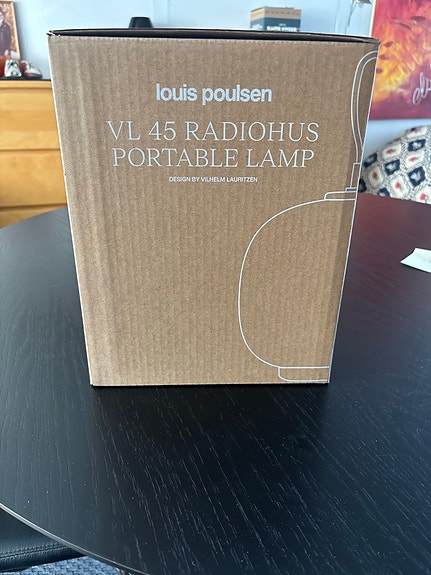 louis poulsen
VL 45 RADIOHUS
PORTABLE LAMP
DESIGN BY VILHELM LAURITZEN